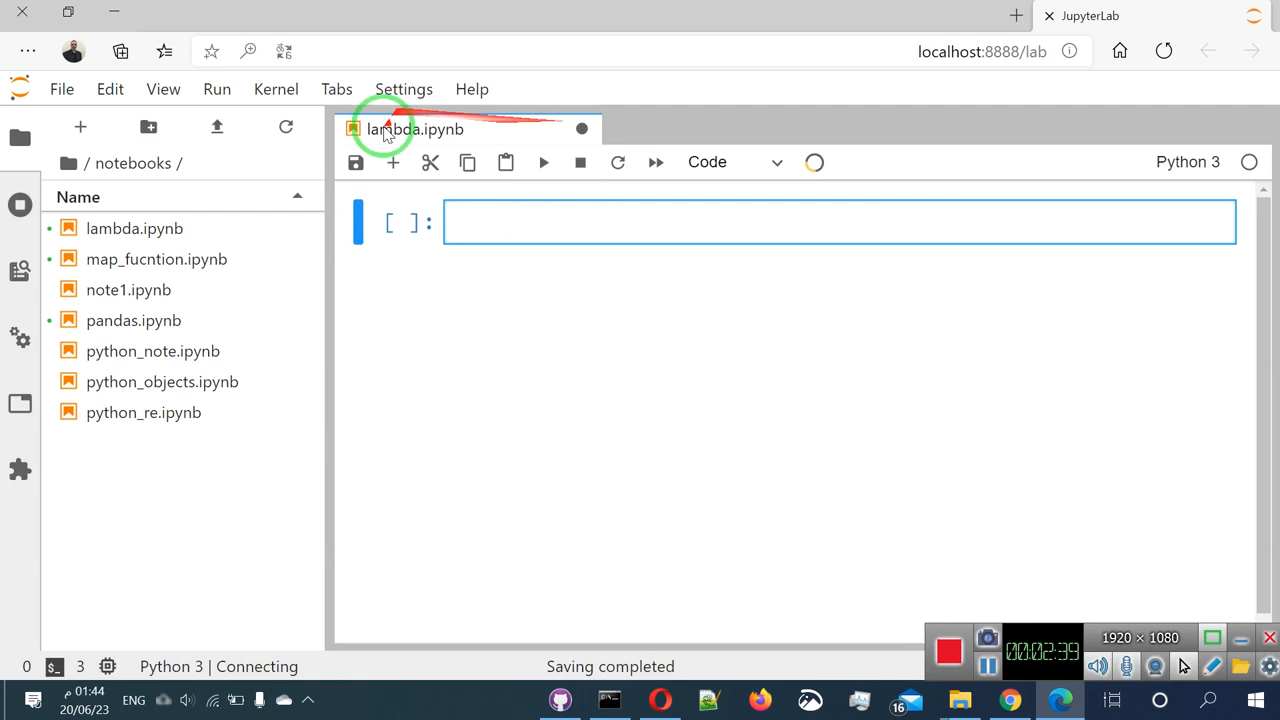 JupyterLab
localhost:8888/lab
File Edit View Run Kernel Tabs Settings Help
lambda.ipynb
/ notebooks /
Code
Python 3
Name
[ ]:
lambda.ipynb
map_fucntion.ipynb
note1.ipynb
pandas.ipynb
python_note.ipynb
python_objects.ipynb
python_re.ipynb
00:02:39
1920 × 1080
0
3
Python 3 | Connecting
Saving completed
01:44 م
20/06/23
ENG
16